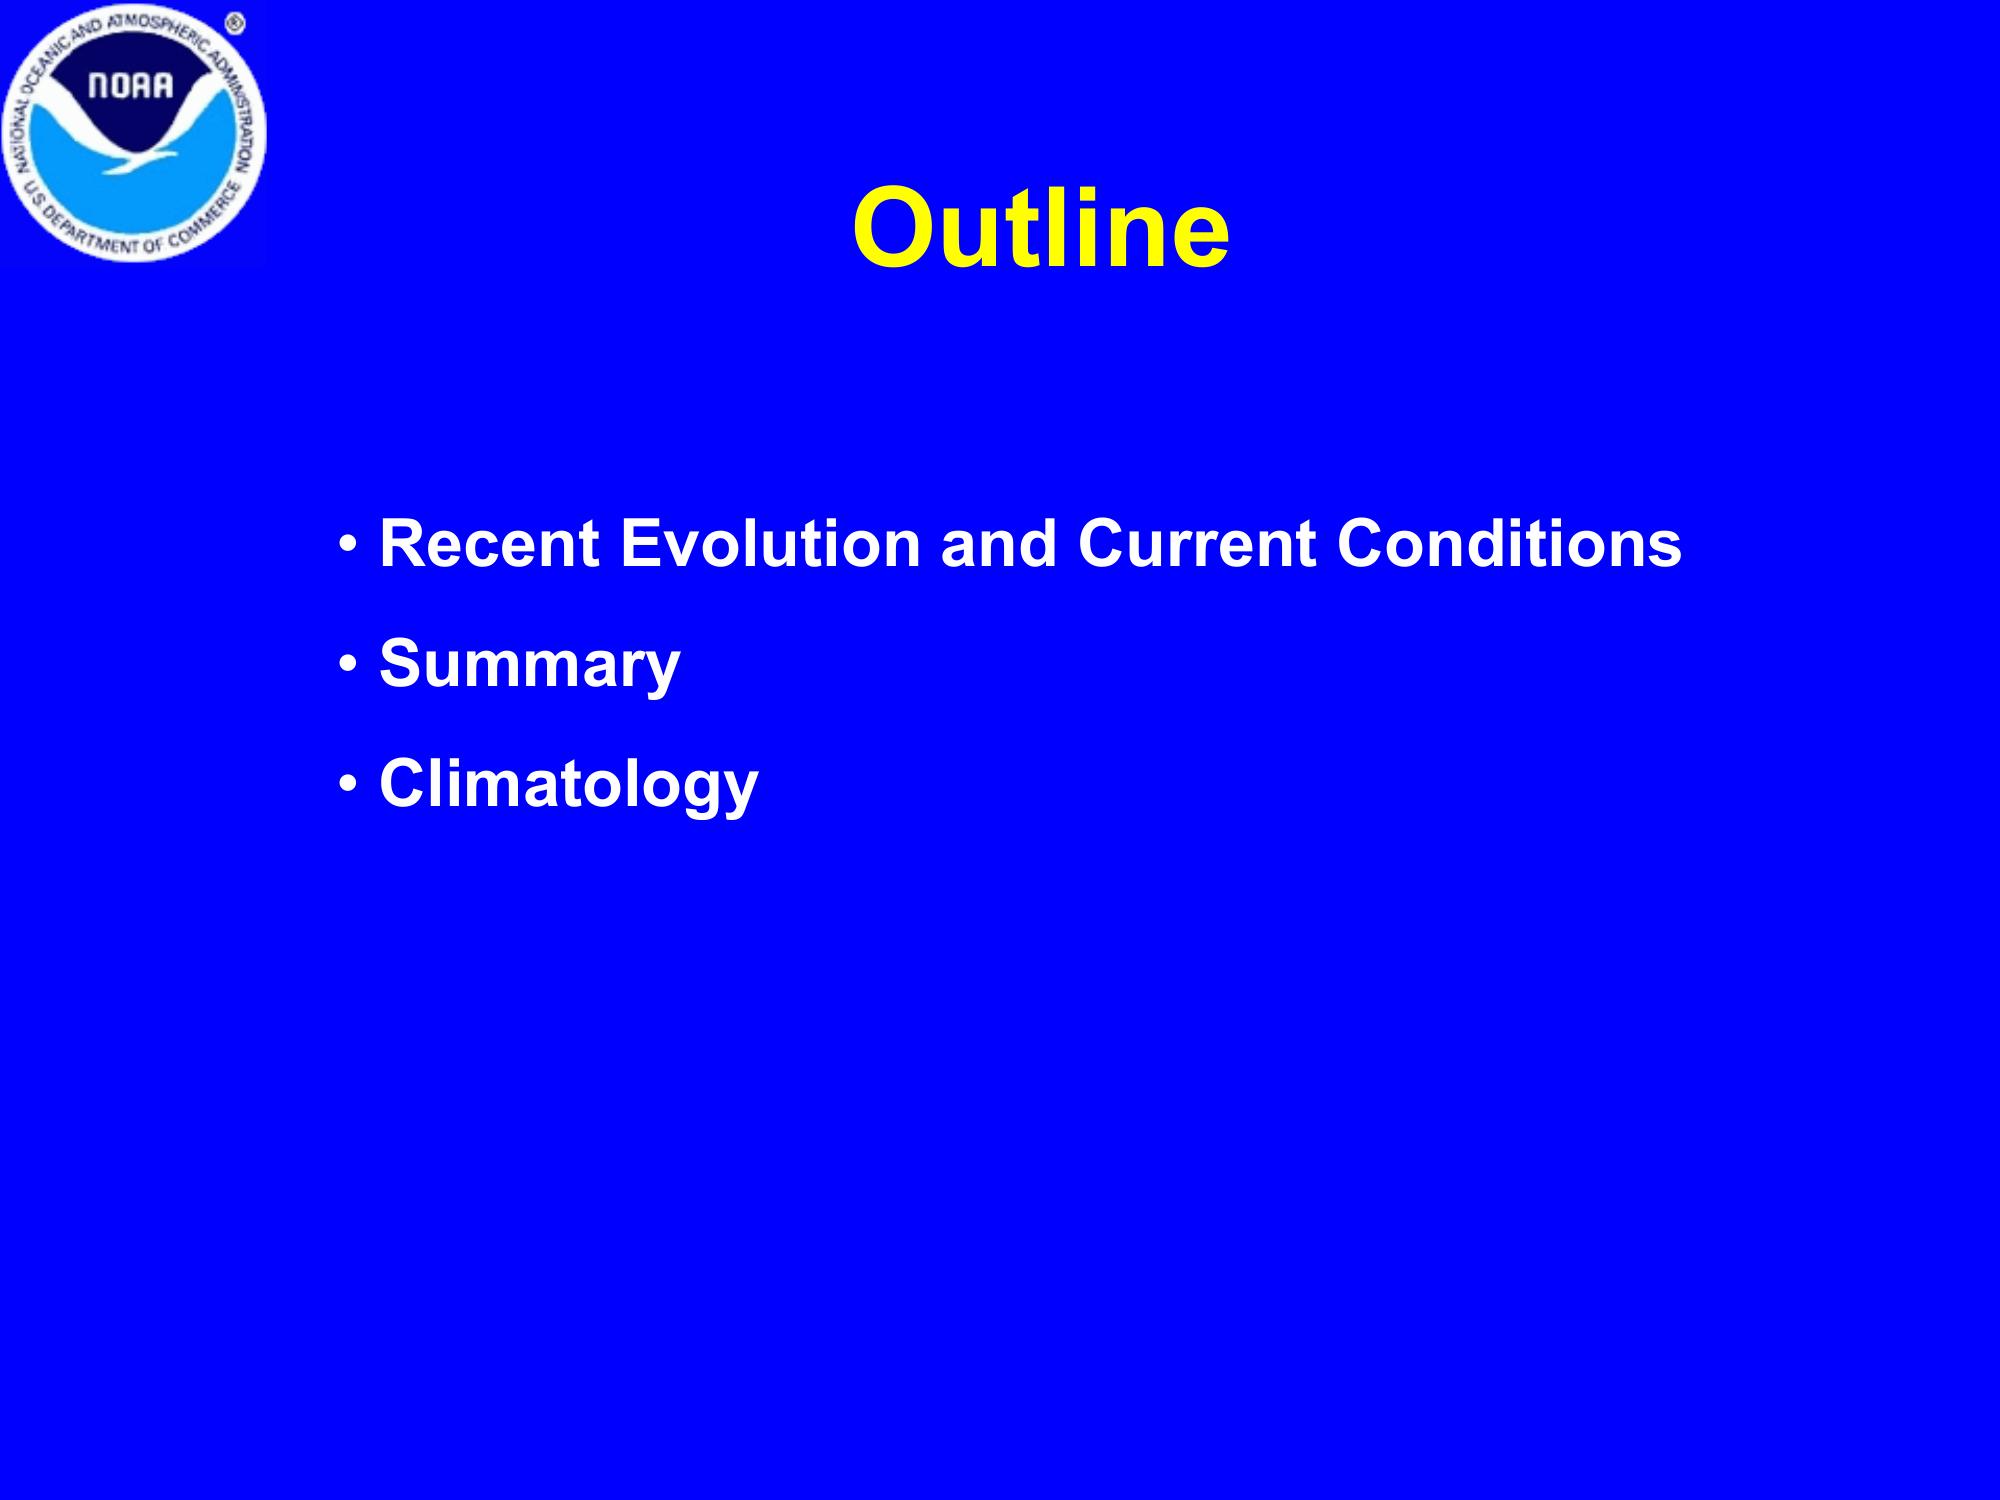 NATIONAL OCEANIC AND ATMOSPHERIC ADMINISTRATION
®
NOAA
U.S. DEPARTMENT OF COMMERCE
Outline
• Recent Evolution and Current Conditions
• Summary
• Climatology